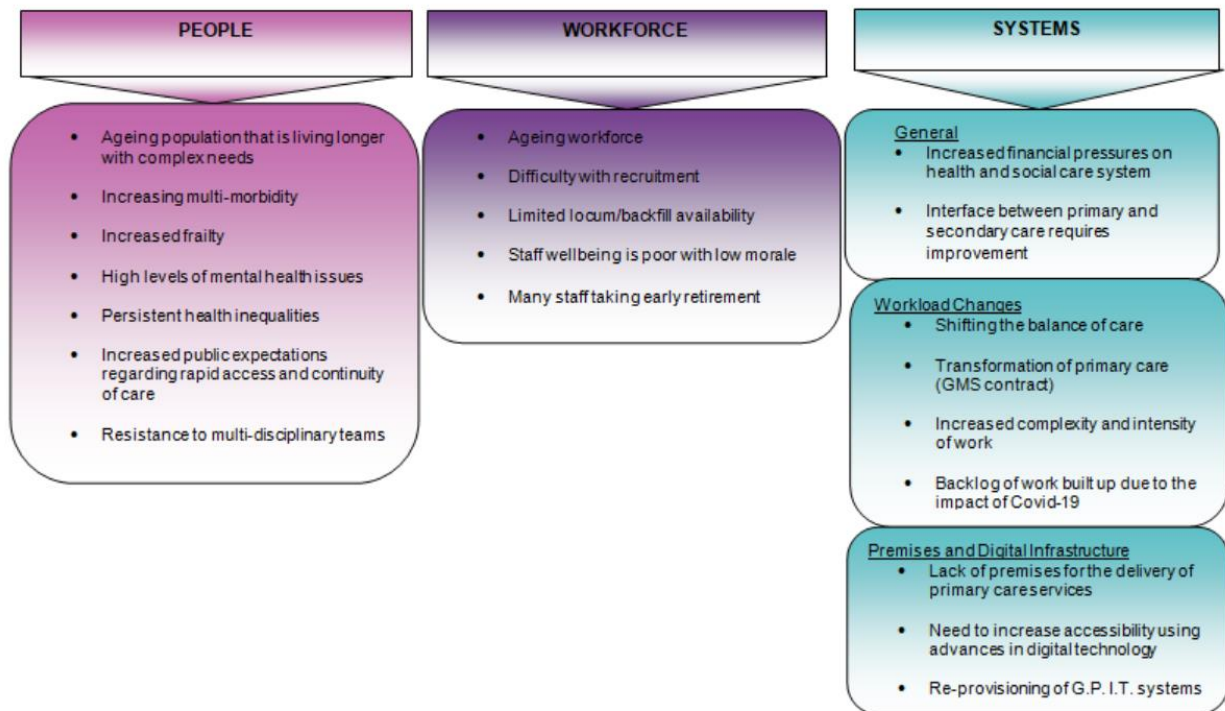 PEOPLE
Ageing population that is living longer
with complex needs
Increasing multi-morbidity
Increased frailty
High levels of mental health issues
Persistent health inequalities
Increased public expectations
regarding rapid access and continuity
of care
Resistance to multi-disciplinary teams
WORKFORCE
Ageing workforce
Difficulty with recruitment
Limited locum/backfill availability
Staff wellbeing is poor with low morale
Many staff taking early retirement
SYSTEMS
General
Increased financial pressures on
health and social care system
Interface between primary and
secondary care requires
improvement
Workload Changes
Shifting the balance of care
Transformation of primary care
(GMS contract)
Increased complexity and intensity
of work
Backlog of work built up due to the
impact of Covid-19
Premises and Digital Infrastructure
Lack of premises for the delivery of
primary care services
Need to increase accessibility using
advances in digital technology
Re-provisioning of G.P. I.T. systems